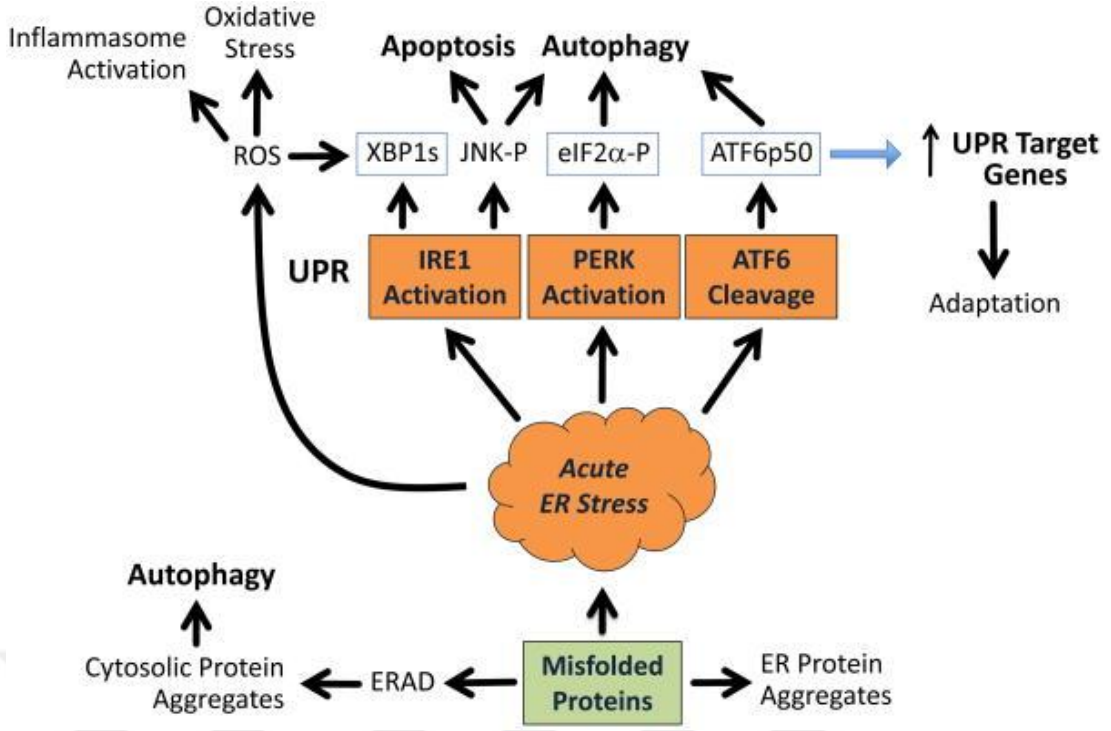 Inflammasome
Activation
Oxidative
Stress
Apoptosis
Autophagy
ROS
XBP1s
JNK-P
eIF2α-P
ATF6p50
↑ UPR Target
Genes
UPR
IRE1
Activation
PERK
Activation
ATF6
Cleavage
Adaptation
Acute
ER Stress
Autophagy
Cytosolic Protein
Aggregates
ERAD
Misfolded
Proteins
ER Protein
Aggregates